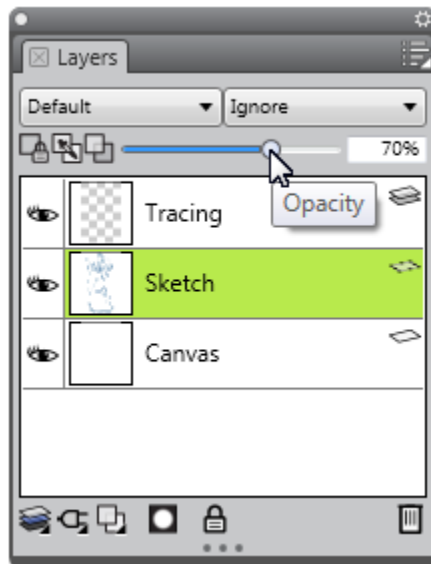 Layers
Default Ignore
70%
Opacity
Tracing
Sketch
Canvas